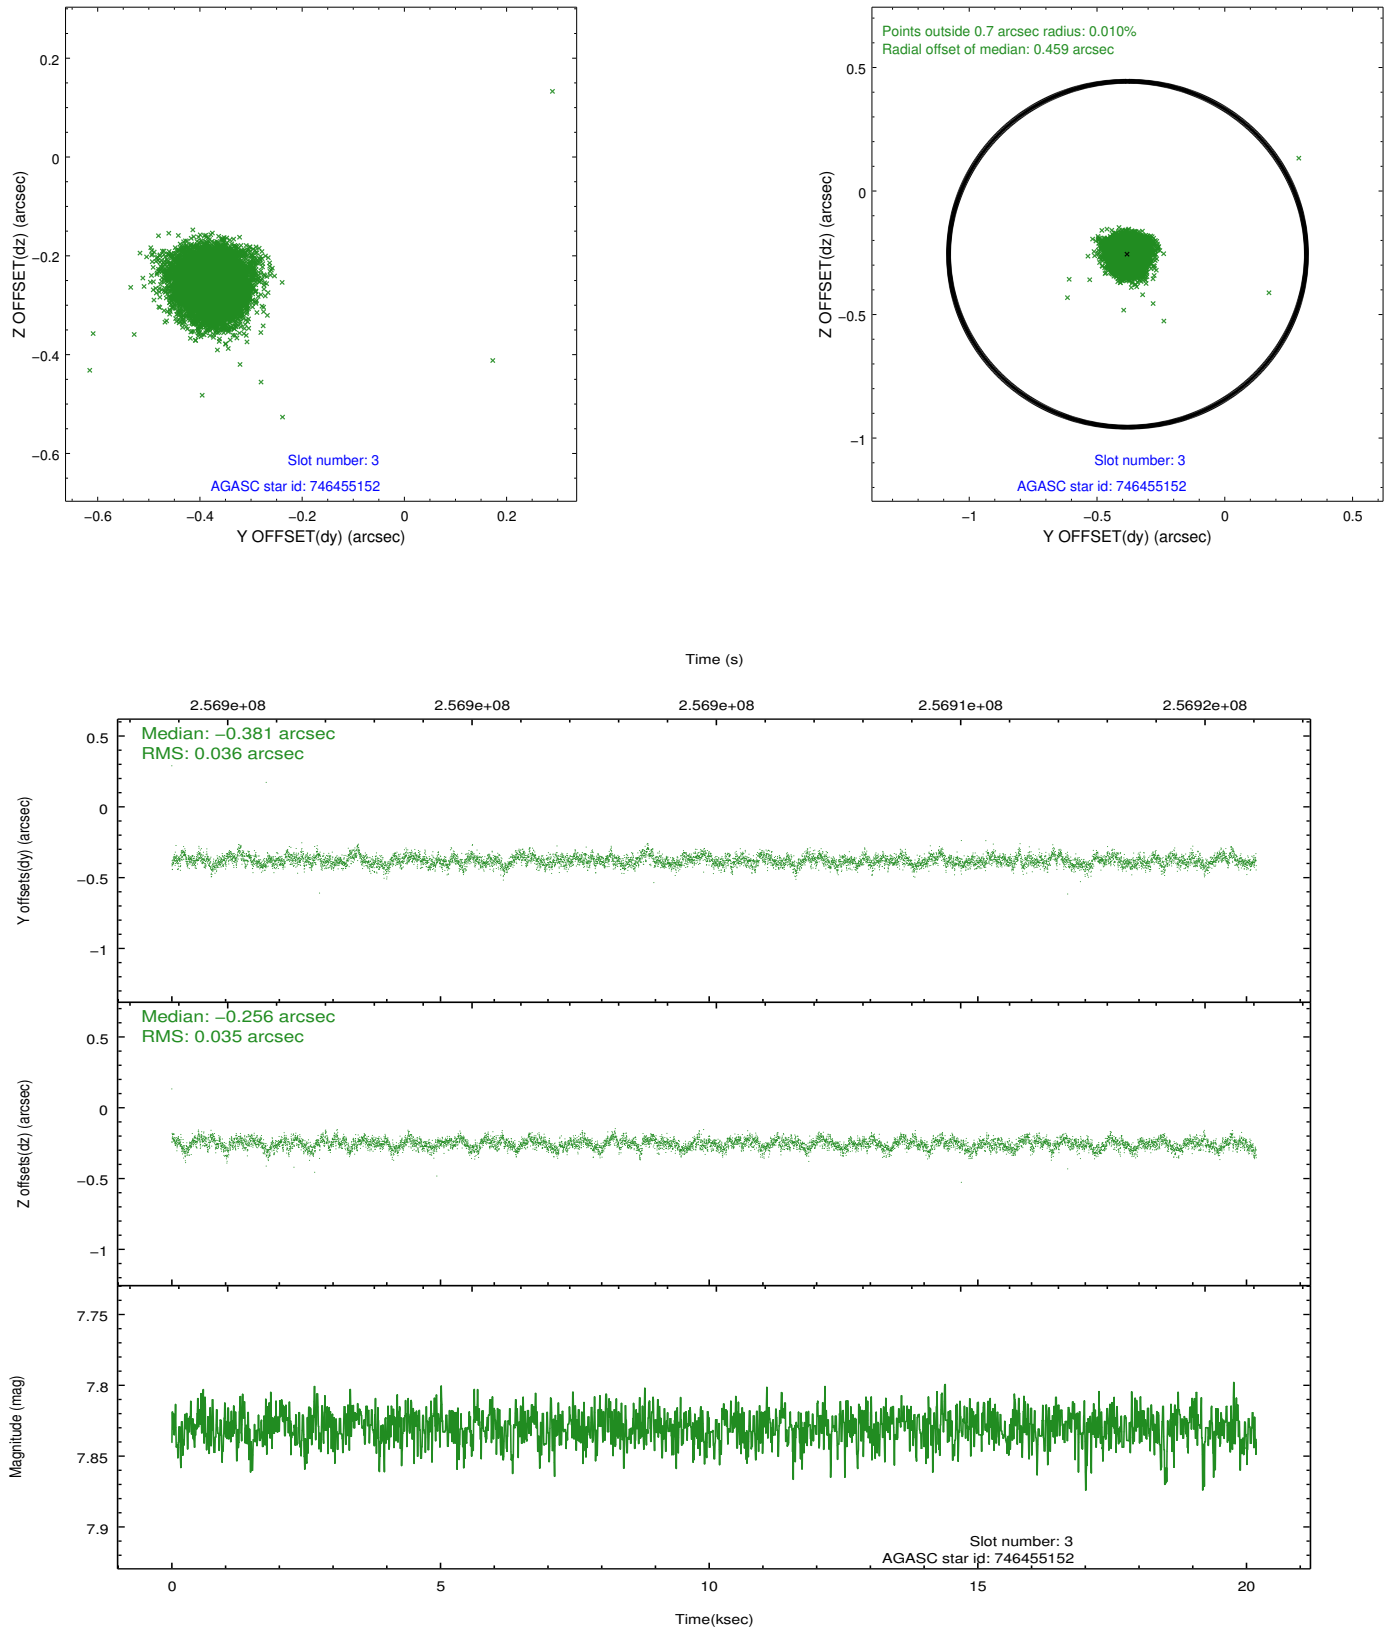 0.2
0
−0.2
−0.4
−0.6
Z OFFSET(dz) (arcsec)
Slot number: 3
AGASC star id: 746455152
−0.6
−0.4
−0.2
0
0.2
Y OFFSET(dy) (arcsec)
Points outside 0.7 arcsec radius: 0.010%
Radial offset of median: 0.459 arcsec
0.5
0
−0.5
−1
Z OFFSET(dz) (arcsec)
Slot number: 3
AGASC star id: 746455152
−1
−0.5
0
0.5
Y OFFSET(dy) (arcsec)
Time (s)
2.569e+08
2.569e+08
2.569e+08
2.5691e+08
2.5692e+08
Median: −0.381 arcsec
RMS: 0.036 arcsec
0.5
0
−0.5
−1
Y offsets(dy) (arcsec)
Median: −0.256 arcsec
RMS: 0.035 arcsec
0.5
0
−0.5
−1
Z offsets(dz) (arcsec)
7.75
7.8
7.85
7.9
Magnitude (mag)
Slot number: 3
AGASC star id: 746455152
0
5
10
15
20
Time(ksec)